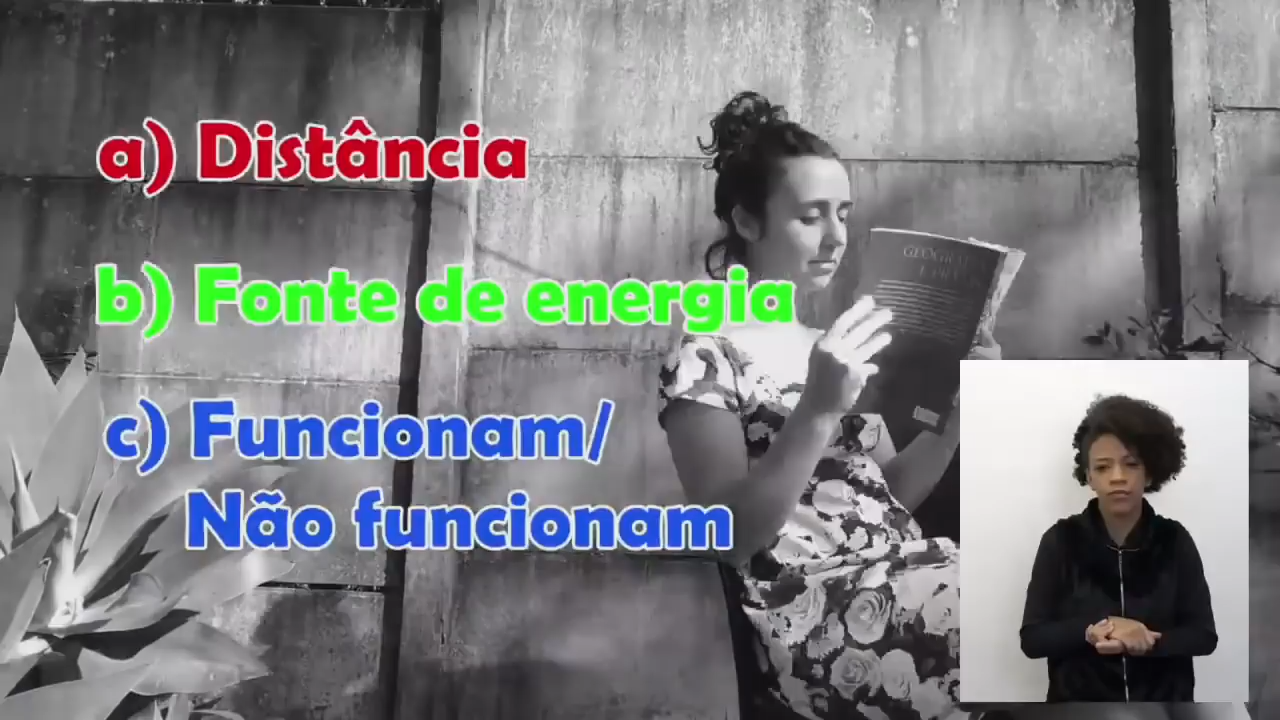 a) Distância
b) Fonte de energia
c) Funcionam/
Não funcionam